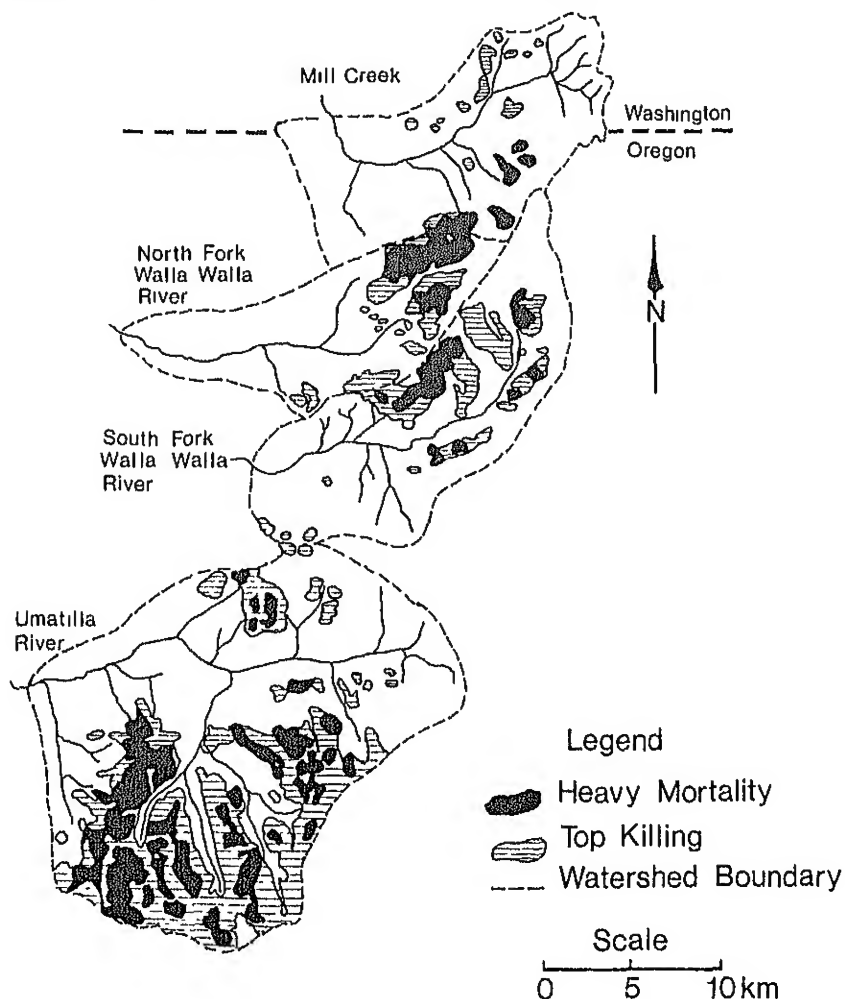 Mill Creek
Washington
Oregon
North Fork
Walla Walla
River
N
South Fork
Walla Walla
River
Umatilla
River
Legend
Heavy Mortality
Top Killing
Watershed Boundary
Scale
0 5 10 km